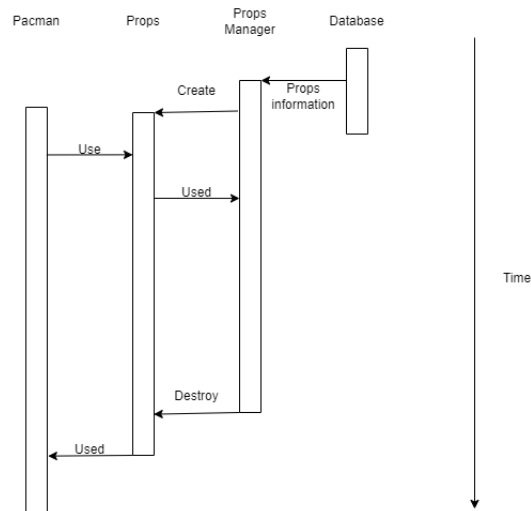 Pacman
Props
Props
Manager
Database
Create
Props
information
Use
Used
Time
Destroy
Used